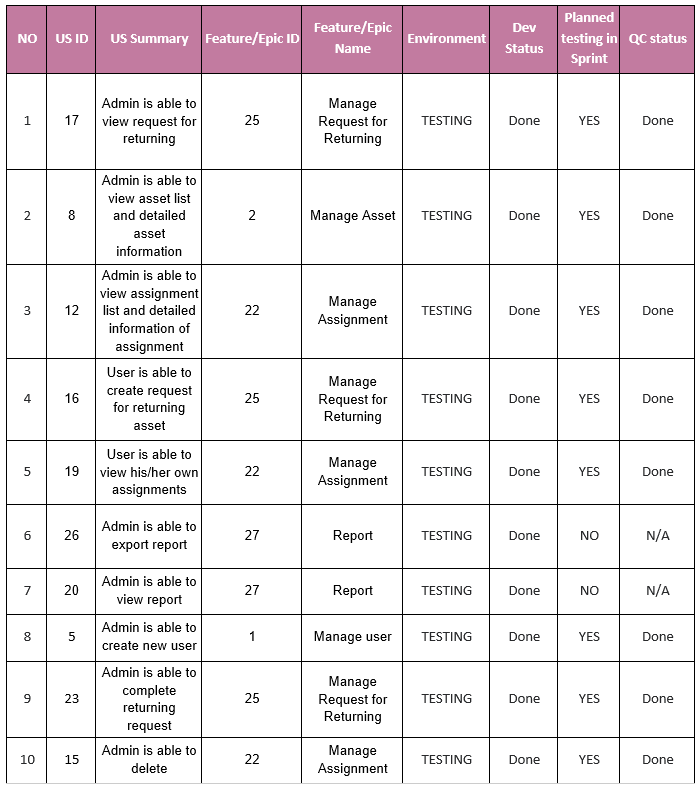 NO US ID US Summary Feature/Epic ID Feature/Epic Name Environment Dev Status Planned testing in Sprint QC status
1 17 Admin is able to view request for returning 25 Manage Request for Returning TESTING Done YES Done
2 8 Admin is able to view asset list and detailed asset information 2 Manage Asset TESTING Done YES Done
3 12 Admin is able to view assignment list and detailed information of assignment 22 Manage Assignment TESTING Done YES Done
4 16 User is able to create request for returning asset 25 Manage Request for Returning TESTING Done YES Done
5 19 User is able to view his/her own assignments 22 Manage Assignment TESTING Done YES Done
6 26 Admin is able to export report 27 Report TESTING Done NO N/A
7 20 Admin is able to view report 27 Report TESTING Done NO N/A
8 5 Admin is able to create new user 1 Manage user TESTING Done YES Done
9 23 Admin is able to complete returning request 25 Manage Request for Returning TESTING Done YES Done
10 15 Admin is able to delete 22 Manage Assignment TESTING Done YES Done